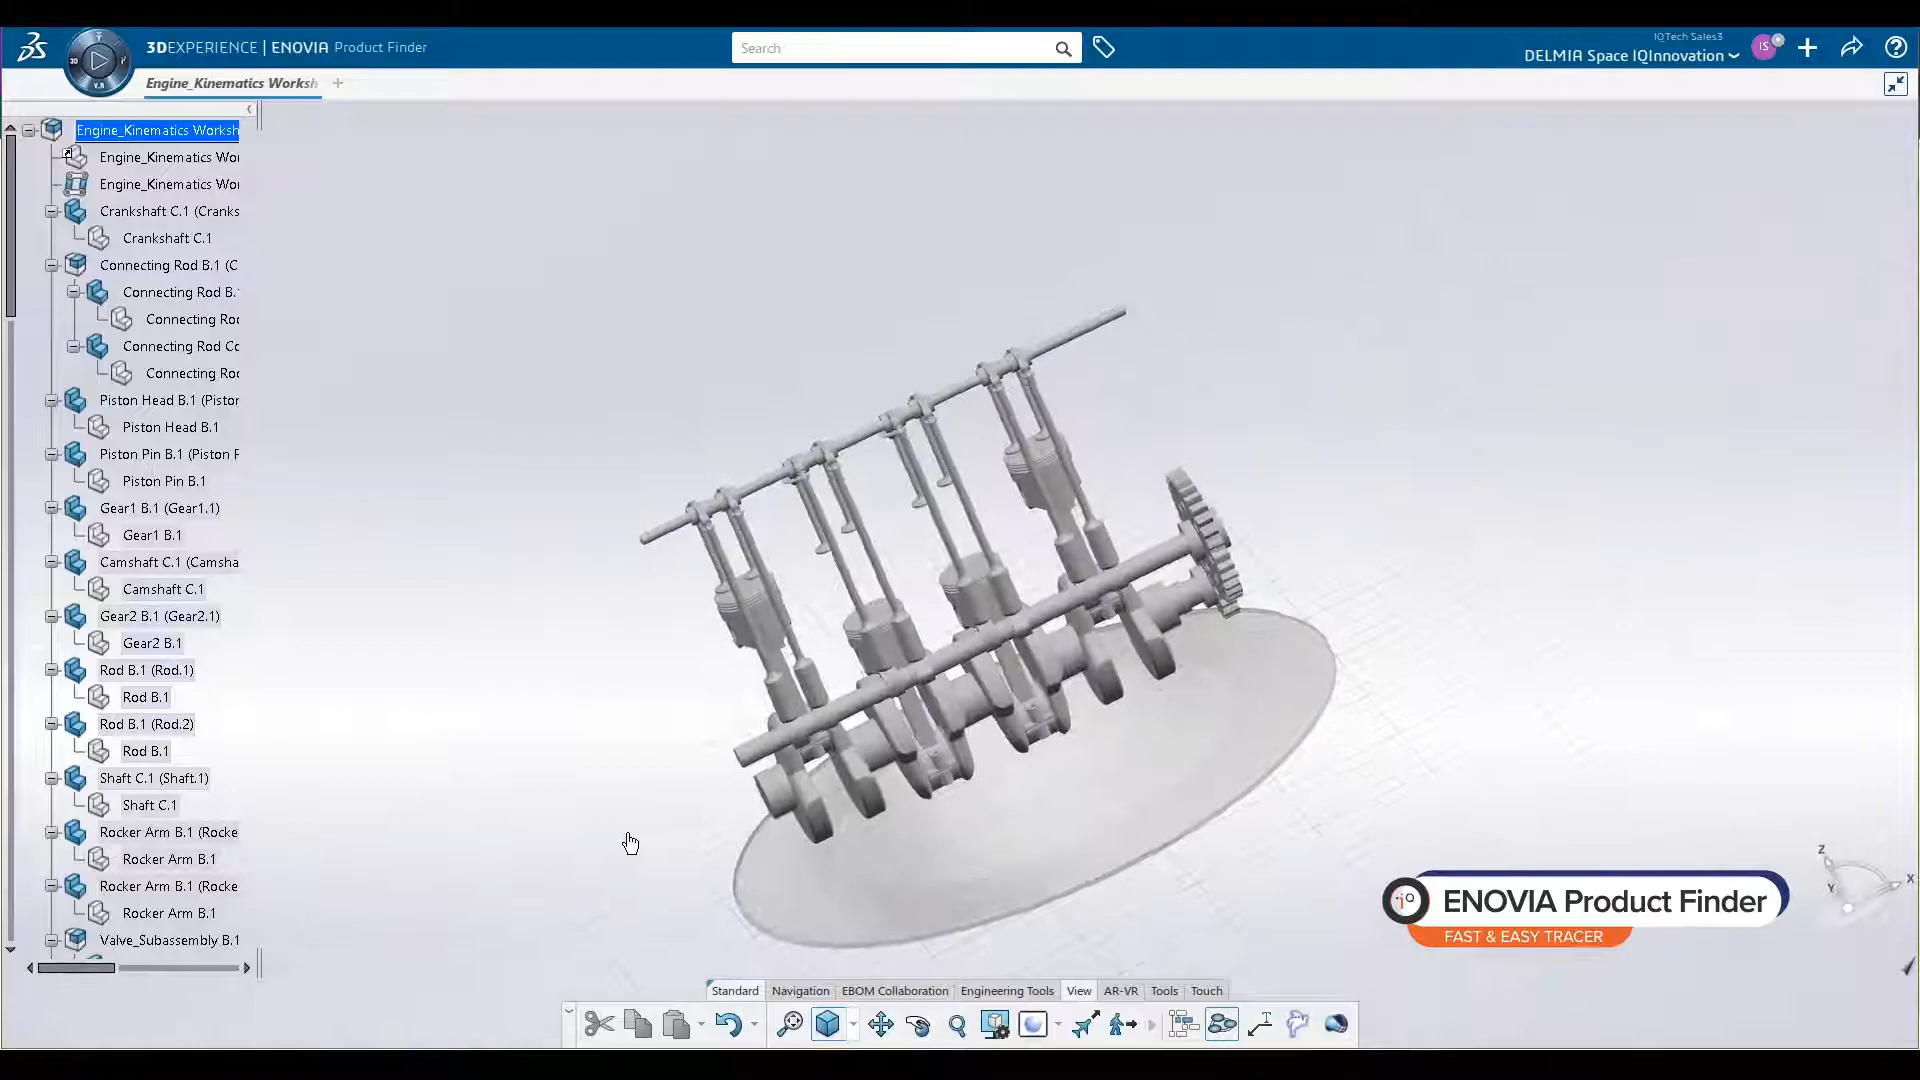 3DEXPERIENCE | ENOVIA Product Finder
Search
IQTech Sales3
DELMIA Space IQInnovation
IS
3D
V.R
Engine_Kinematics Worksh
Engine_Kinematics Worksh
Engine_Kinematics Wor
Engine_Kinematics Wor
Crankshaft C.1 (Cranks
Crankshaft C.1
Connecting Rod B.1 (C
Connecting Rod B.1
Connecting Roc
Connecting Rod Cc
Connecting Roc
Piston Head B.1 (Pistor
Piston Head B.1
Piston Pin B.1 (Piston P
Piston Pin B.1
Gear1 B.1 (Gear1.1)
Gear1 B.1
Camshaft C.1 (Camsha
Camshaft C.1
Gear2 B.1 (Gear2.1)
Gear2 B.1
Rod B.1 (Rod.1)
Rod B.1
Rod B.1 (Rod.2)
Rod B.1
Shaft C.1 (Shaft.1)
Shaft C.1
Rocker Arm B.1 (Rocke
Rocker Arm B.1
Rocker Arm B.1 (Rocke
Rocker Arm B.1
Valve_Subassembly B.1
Z
X
Y
iQ
ENOVIA Product Finder
FAST & EASY TRACER
Standard Navigation EBOM Collaboration Engineering Tools View AR-VR Tools Touch